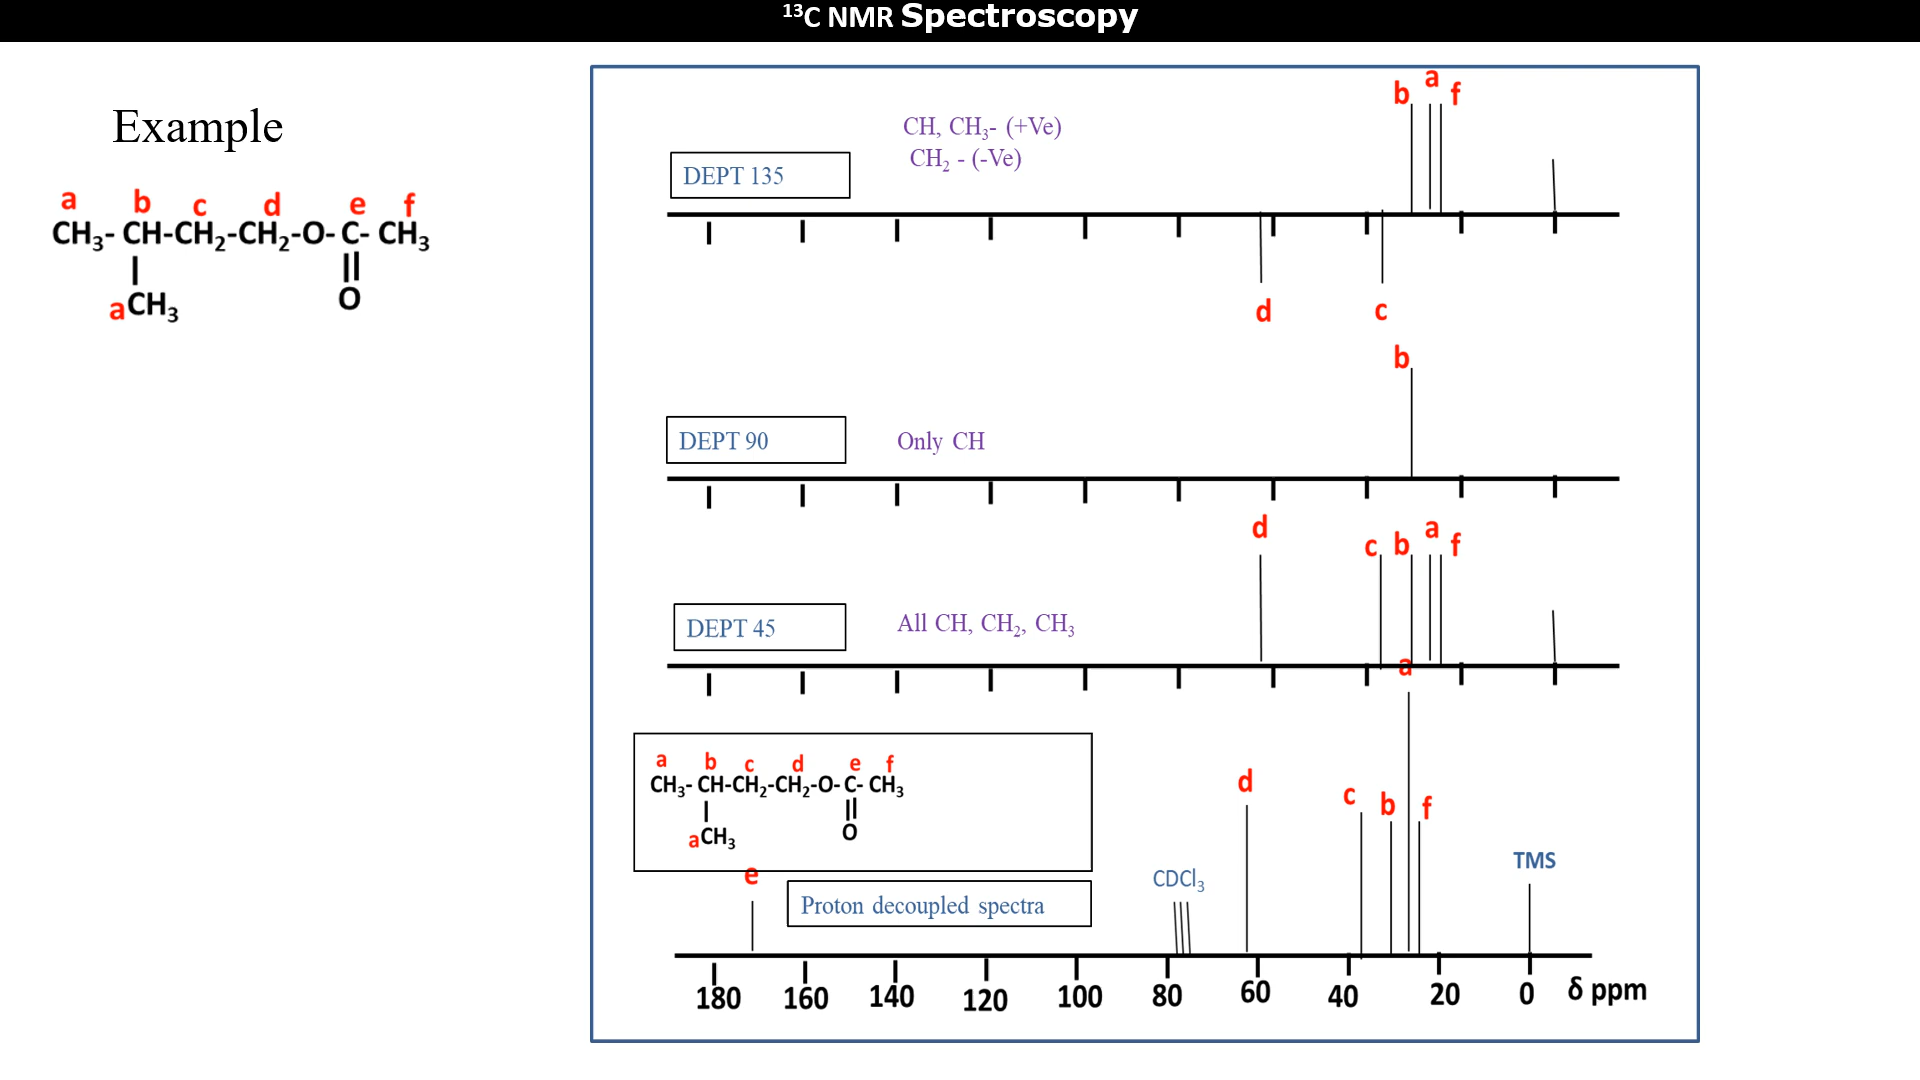 ¹³C NMR Spectroscopy
Example
a b c d e f
CH₃- CH-CH₂-CH₂-O- C- CH₃
aCH₃ O
b a f
CH, CH₃- (+Ve)
CH₂ - (-Ve)
DEPT 135
d c
b
DEPT 90 Only CH
d c b a f
DEPT 45 All CH, CH₂, CH₃
a
a b c d e f
CH₃- CH-CH₂-CH₂-O- C- CH₃
aCH₃ O
d c b f
e
Proton decoupled spectra
CDCl₃
TMS
180 160 140 120 100 80 60 40 20 0 δ ppm